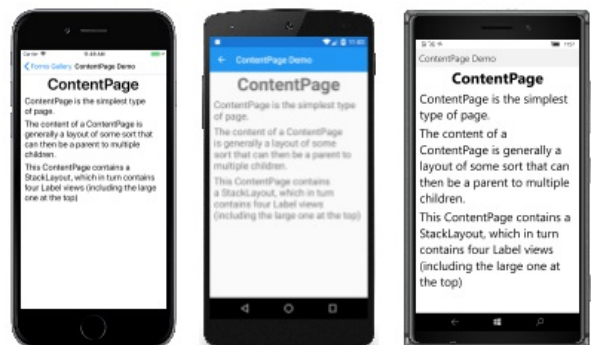 Carrier
9:48 AM
Forms Gallery ContentPage Demo
ContentPage
ContentPage is the simplest type
of page.
The content of a ContentPage is
generally a layout of some sort that
can then be a parent to multiple
children.
This ContentPage contains a
StackLayout, which in turn contains
four Label views (including the large
one at the top)
ContentPage Demo
ContentPage
ContentPage is the simplest type
of page.
The content of a ContentPage
is generally a layout of some
sort that can then be a parent to
multiple children.
This ContentPage contains
a StackLayout, which in turn
contains four Label views
(including the large one at the top)
ContentPage Demo
ContentPage
ContentPage is the simplest
type of page.
The content of a
ContentPage is generally a
layout of some sort that can
then be a parent to multiple
children.
This ContentPage contains a
StackLayout, which in turn
contains four Label views
(including the large one at
the top)